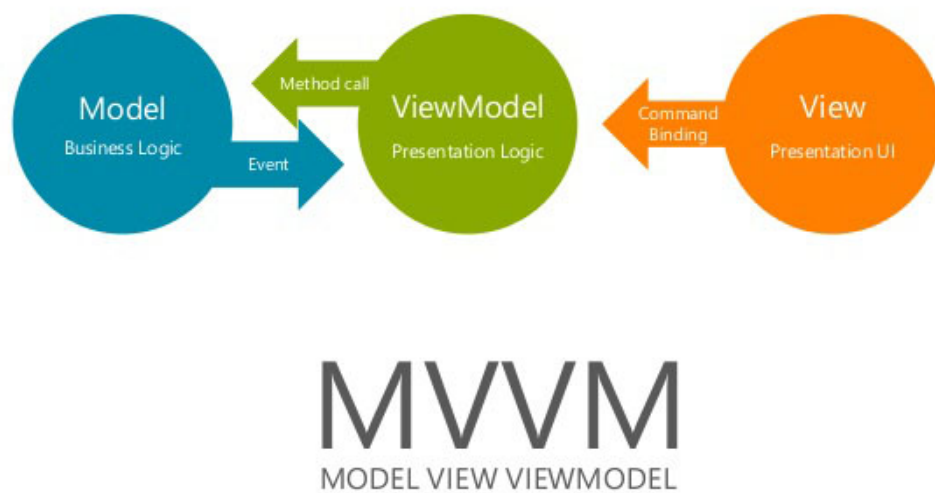 Model
Business Logic
Method call
Event
ViewModel
Presentation Logic
Command
Binding
View
Presentation UI
MVVM
MODEL VIEW VIEWMODEL